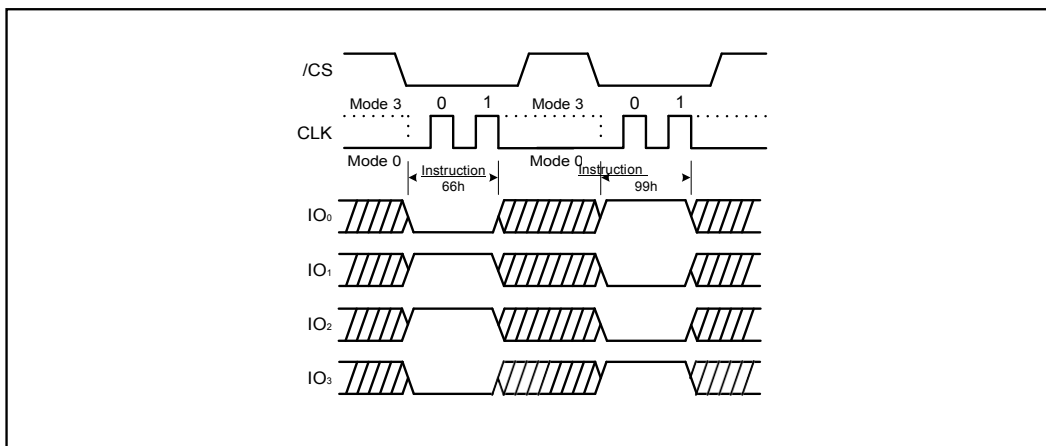 /CS
Mode 3 0 1 Mode 3 0 1
CLK
Mode 0 Mode 0
Instruction Instruction
66h 99h
IO₀
IO₁
IO₂
IO₃